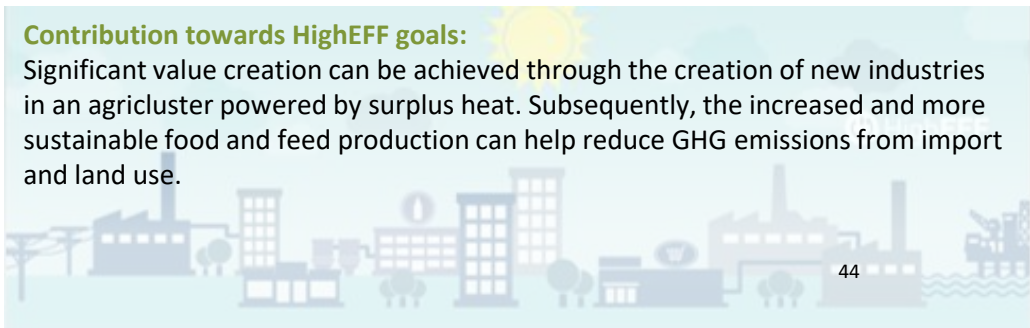 Contribution towards HighEFF goals:
Significant value creation can be achieved through the creation of new industries
in an agricluster powered by surplus heat. Subsequently, the increased and more
sustainable food and feed production can help reduce GHG emissions from import
and land use.
HighEFF
44